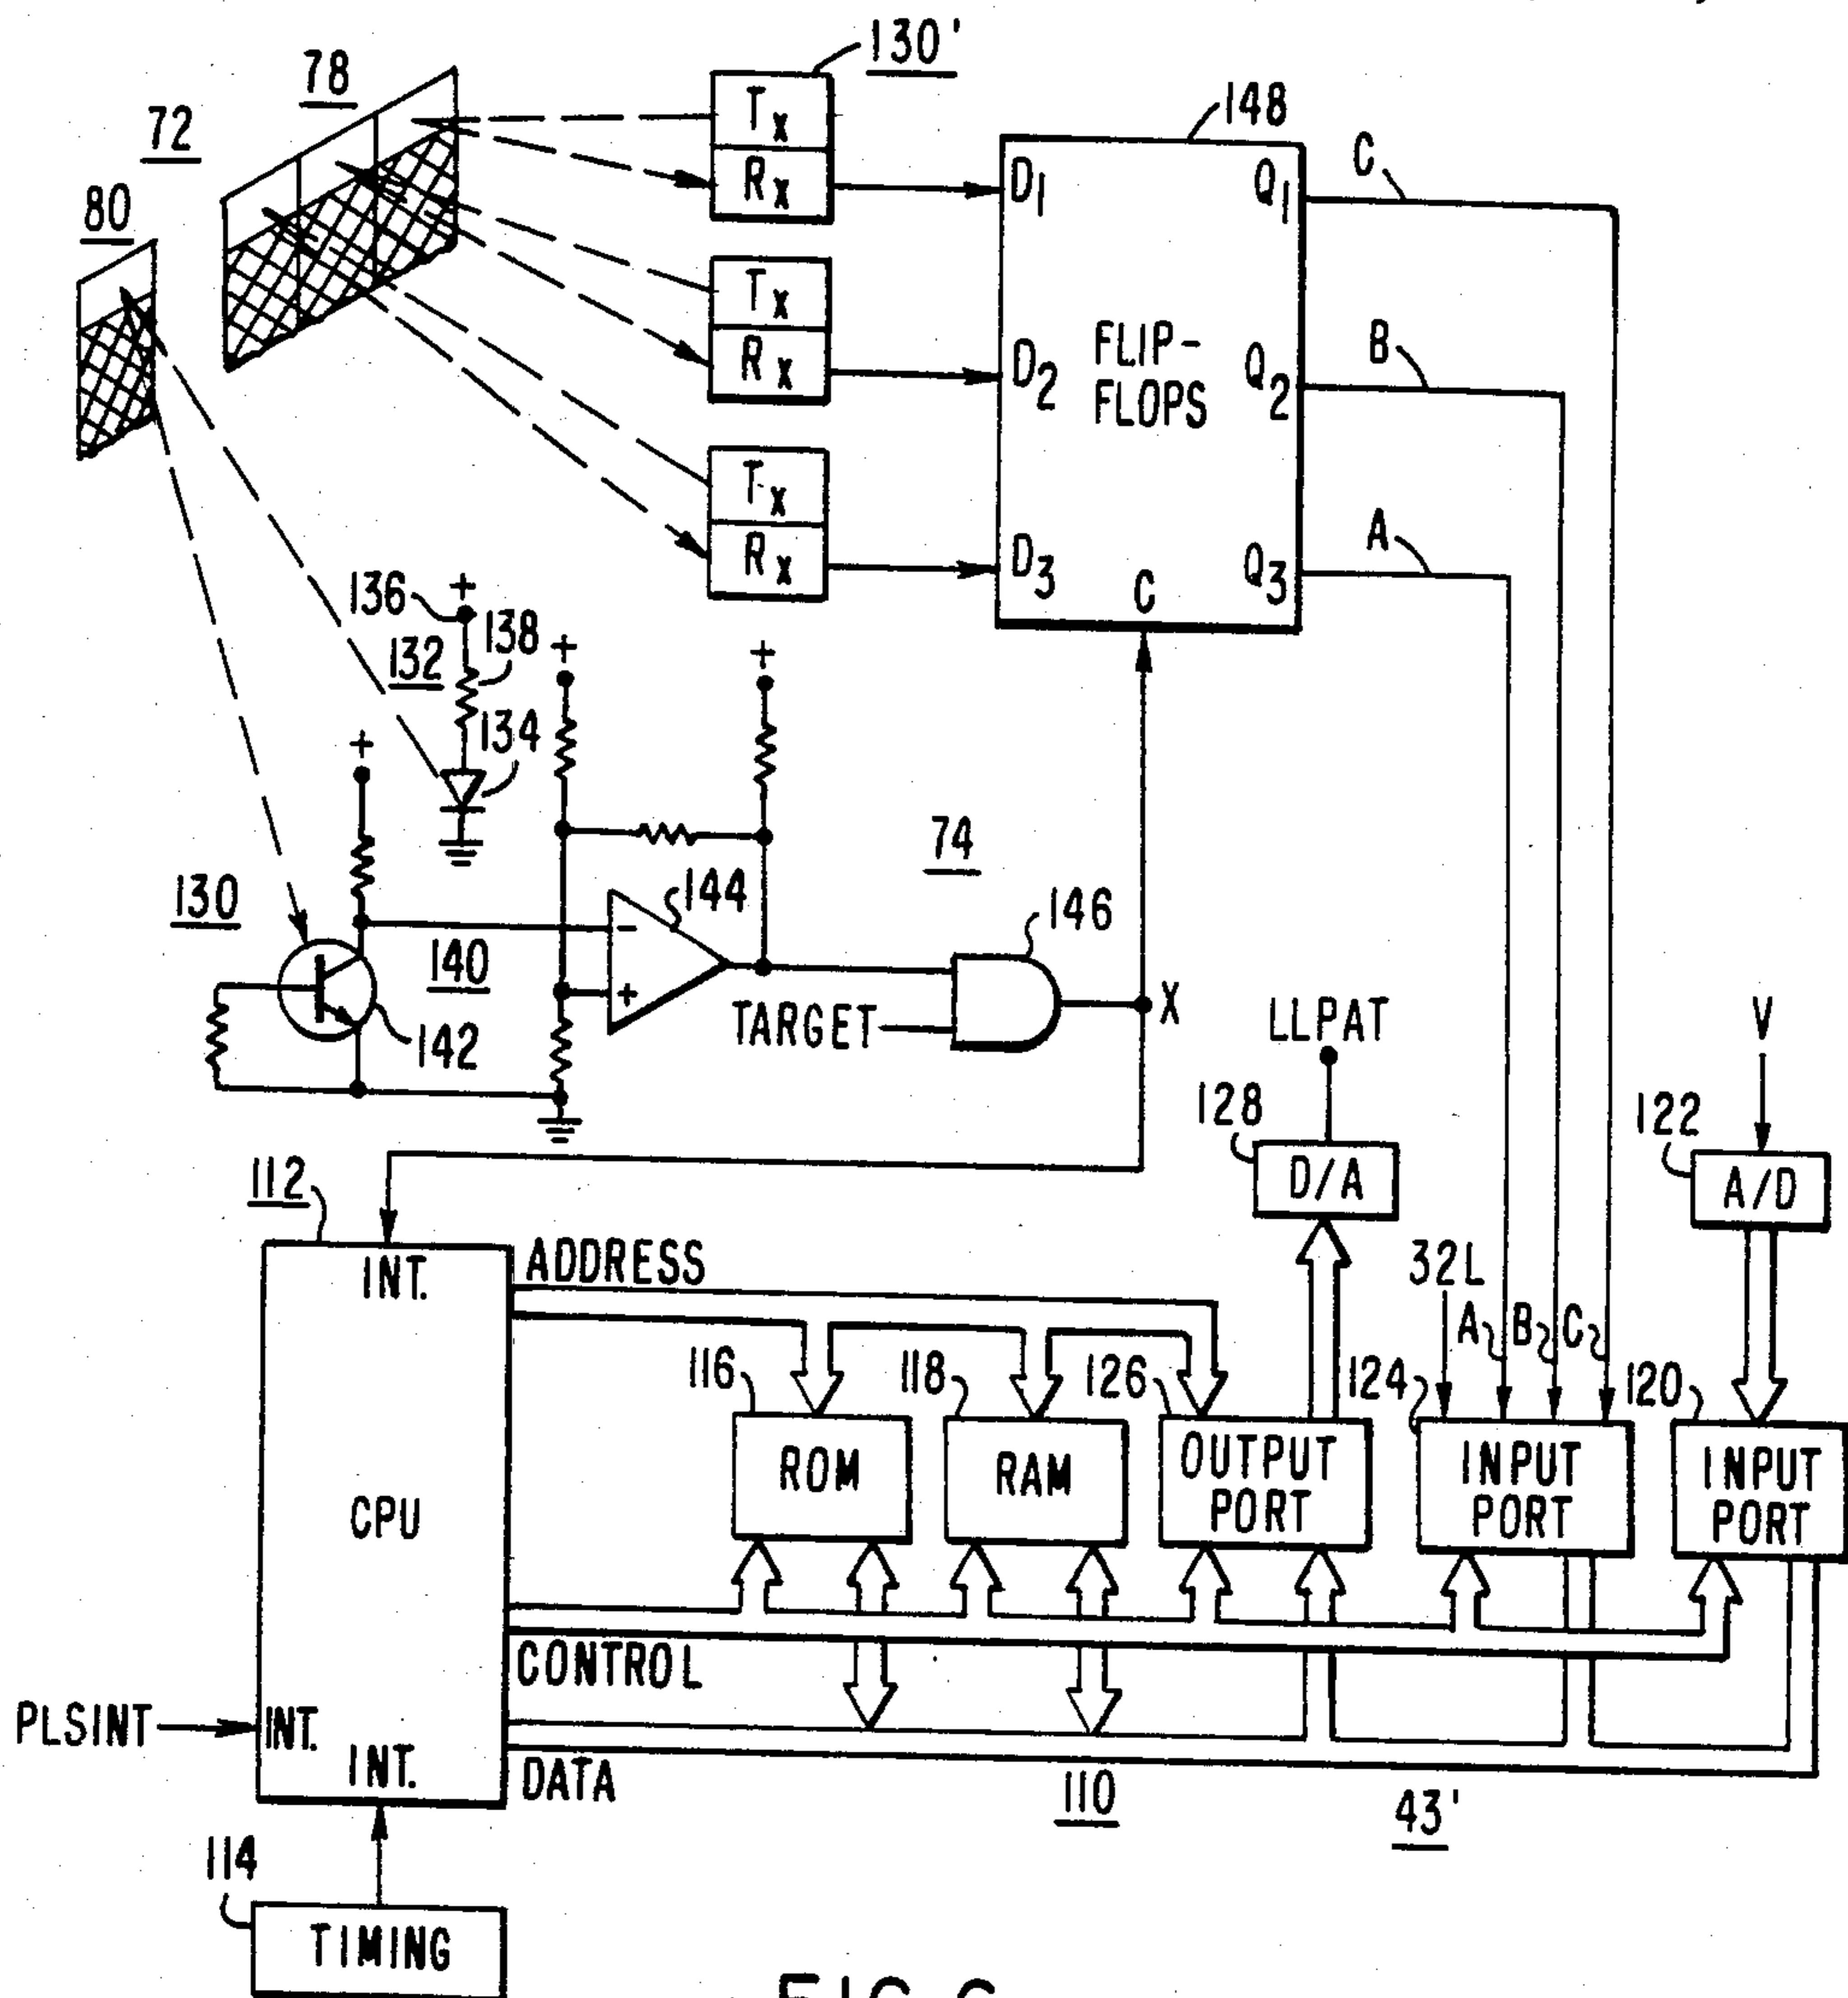 130'
78
72
80
148
Tx
Rx
D1
Q1
C
Tx
Rx
D2
FLIP-
FLOPS
Q2
B
Tx
Rx
D3
C
Q3
A
136
+
138
132
+
+
134
+
74
144
146
130
-
140
+
142
TARGET
X
LLPAT
V
128
D/A
122
A/D
112
INT.
ADDRESS
32L
A
B
C
116
118
126
124
120
CPU
ROM
RAM
OUTPUT
PORT
INPUT
PORT
INPUT
PORT
CONTROL
PLSINT
INT.
INT.
DATA
110
43'
114
TIMING
FIG. 6